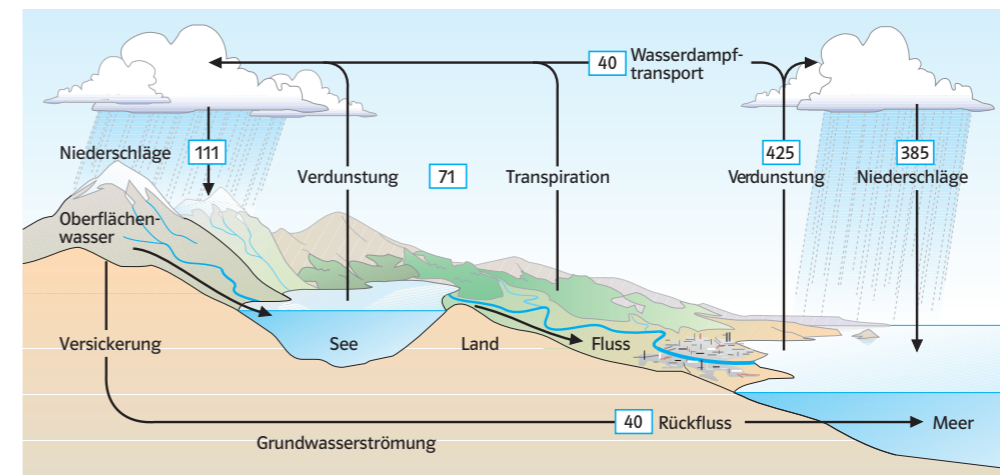 40 Wasserdampf-
transport
Niederschläge 111
Verdunstung 71 Transpiration
425
Verdunstung
385
Niederschläge
Oberflächen-
wasser
Versickerung See Land Fluss
40 Rückfluss Meer
Grundwasserströmung